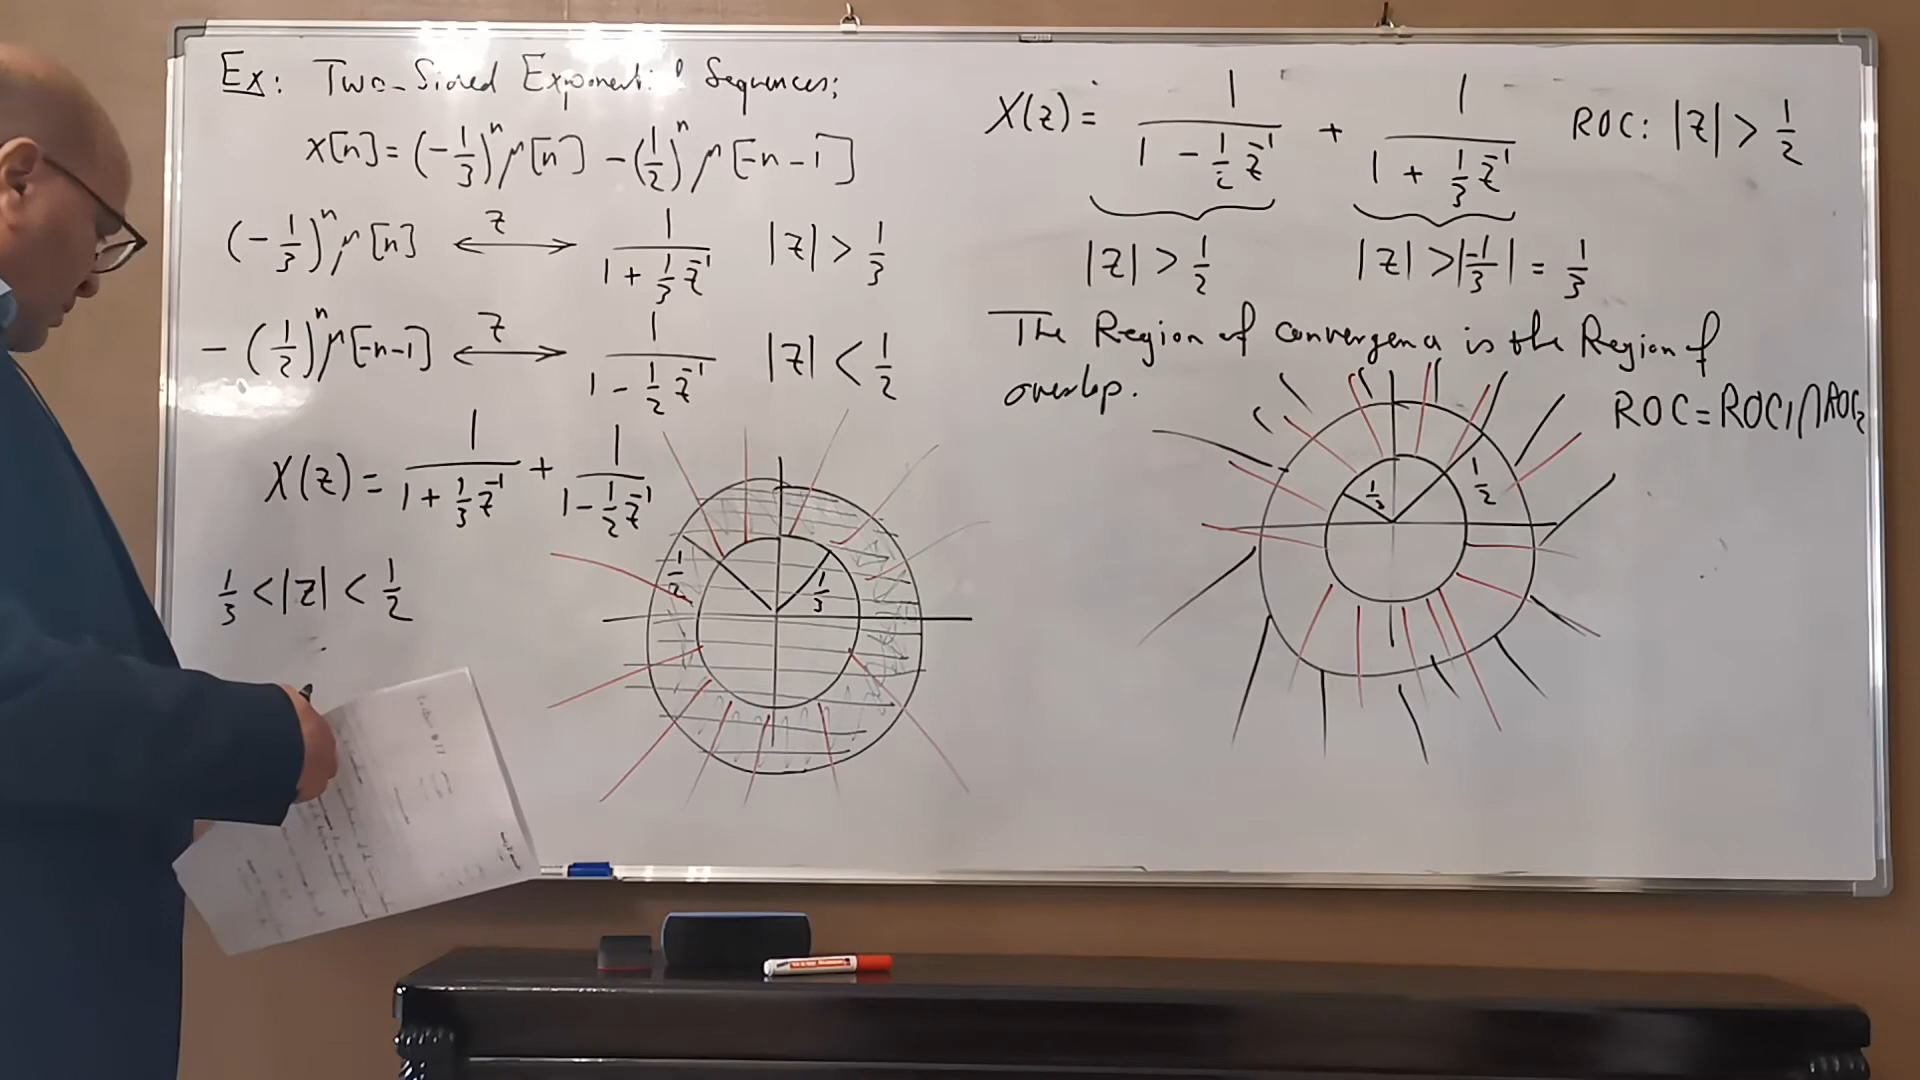 Ex: Two-Sided Exponenti l Sequences;
x[n] = (-1/3)^n μ[n] - (1/2)^n μ[-n-1]
(-1/3)^n μ[n] ⟷ z 1/(1 + 1/3 z^-1) |z| > 1/3
-(1/2)^n μ[-n-1] ⟷ z 1/(1 - 1/2 z^-1) |z| < 1/2
X(z) = 1/(1 + 1/3 z^-1) + 1/(1 - 1/2 z^-1)
1/3 < |z| < 1/2
1/2 1/3
X(z) = 1/(1 - 1/2 z^-1) + 1/(1 + 1/3 z^-1) ROC: |z| > 1/2
|z| > 1/2 |z| > |-1/3| = 1/3
The Region of convergence is the Region of
overlap.
ROC = ROC1 ∩ ROC2
1/3 1/2